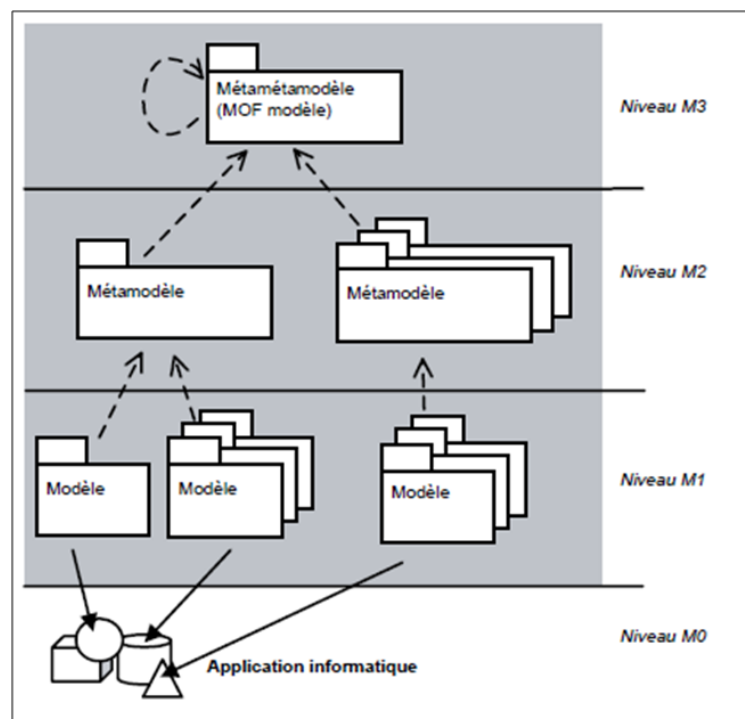 Métamétamodèle
(MOF modèle)
Niveau M3
Métamodèle
Métamodèle
Niveau M2
Modèle
Modèle
Modèle
Niveau M1
Niveau M0
Application informatique